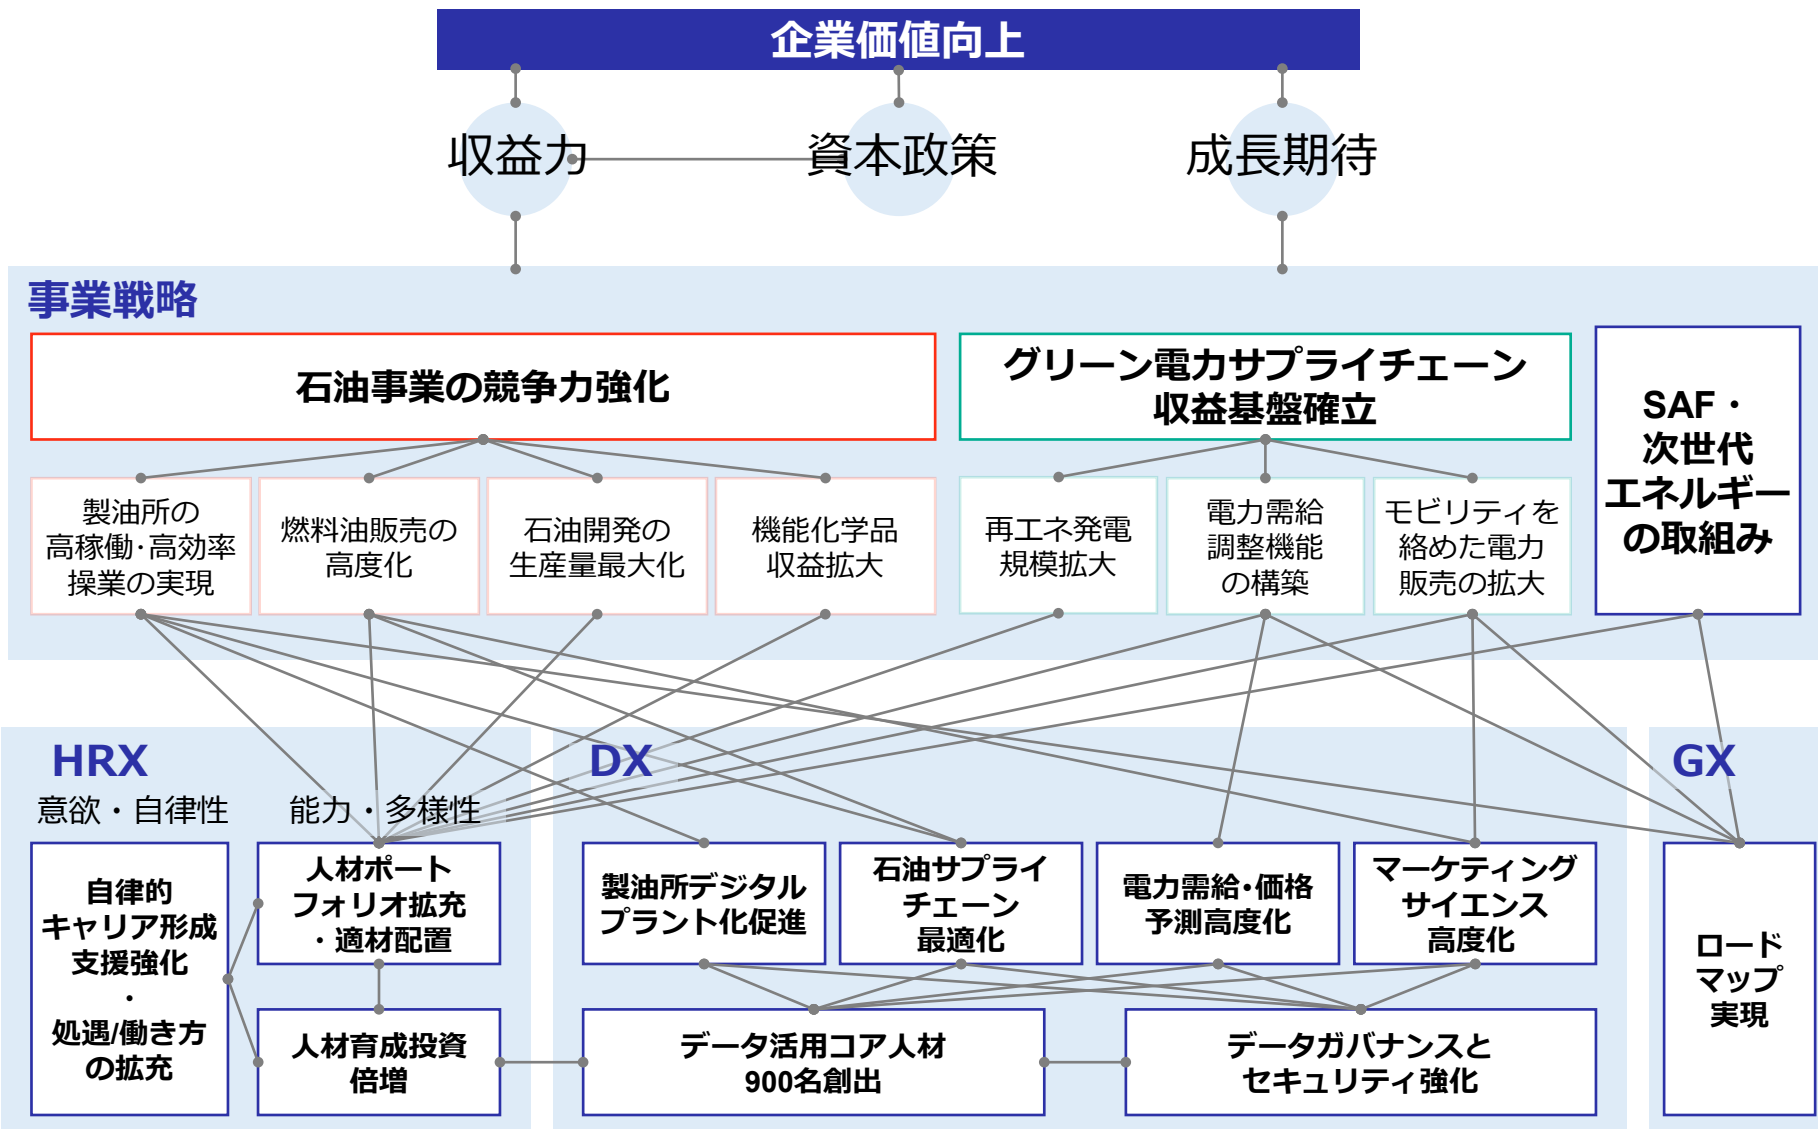 企業価値向上
収益力
資本政策
成長期待
事業戦略
石油事業の競争力強化
グリーン電力サプライチェーン
収益基盤確立
SAF・
次世代
エネルギー
の取組み
製油所の
高稼働・高効率
操業の実現
燃料油販売の
高度化
石油開発の
生産量最大化
機能化学品
収益拡大
再エネ発電
規模拡大
電力需給
調整機能
の構築
モビリティを
絡めた電力
販売の拡大
HRX
意欲・自律性
能力・多様性
自律的
キャリア形成
支援強化
・
処遇/働き方
の拡充
人材ポート
フォリオ拡充
・適材配置
人材育成投資
倍増
DX
製油所デジタル
プラント化促進
石油サプライ
チェーン
最適化
電力需給・価格
予測高度化
マーケティング
サイエンス
高度化
データ活用コア人材
900名創出
データガバナンスと
セキュリティ強化
GX
ロード
マップ
実現